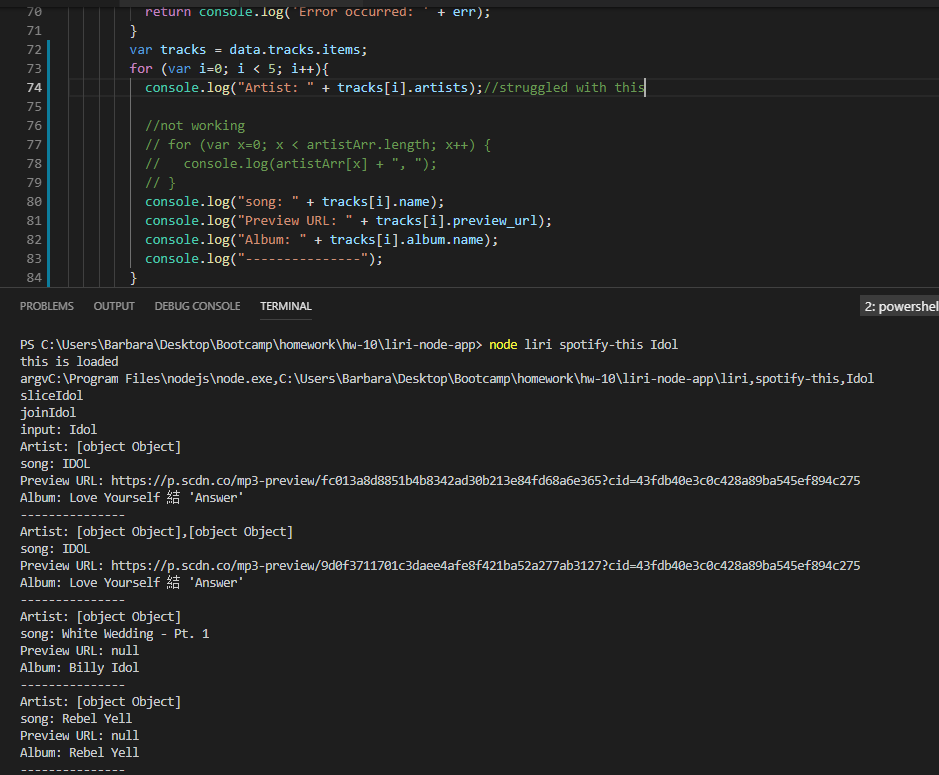 70 return console.log('Error occurred: ' + err);
71 }
72 var tracks = data.tracks.items;
73 for (var i=0; i < 5; i++){
74 console.log("Artist: " + tracks[i].artists);//struggled with this
75
76 //not working
77 // for (var x=0; x < artistArr.length; x++) {
78 //   console.log(artistArr[x] + ", ");
79 // }
80 console.log("song: " + tracks[i].name);
81 console.log("Preview URL: " + tracks[i].preview_url);
82 console.log("Album: " + tracks[i].album.name);
83 console.log("---------------");
84 }
PROBLEMS OUTPUT DEBUG CONSOLE TERMINAL 2: powershel
PS C:\Users\Barbara\Desktop\Bootcamp\homework\hw-10\liri-node-app> node liri spotify-this Idol
this is loaded
argvC:\Program Files\nodejs\node.exe,C:\Users\Barbara\Desktop\Bootcamp\homework\hw-10\liri-node-app\liri,spotify-this,Idol
sliceIdol
joinIdol
input: Idol
Artist: [object Object]
song: IDOL
Preview URL: https://p.scdn.co/mp3-preview/fc013a8d8851b4b8342ad30b213e84fd68a6e365?cid=43fdb40e3c0c428a89ba545ef894c275
Album: Love Yourself 結 'Answer'
---------------
Artist: [object Object],[object Object]
song: IDOL
Preview URL: https://p.scdn.co/mp3-preview/9d0f3711701c3daee4afe8f421ba52a277ab3127?cid=43fdb40e3c0c428a89ba545ef894c275
Album: Love Yourself 結 'Answer'
---------------
Artist: [object Object]
song: White Wedding - Pt. 1
Preview URL: null
Album: Billy Idol
---------------
Artist: [object Object]
song: Rebel Yell
Preview URL: null
Album: Rebel Yell
---------------